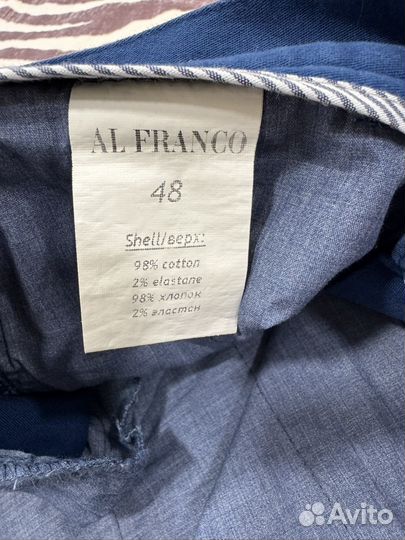 AL FRANCO
48
Shell/верх:
98% cotton
2% elastane
98% хлопок
2% эластан
Avito